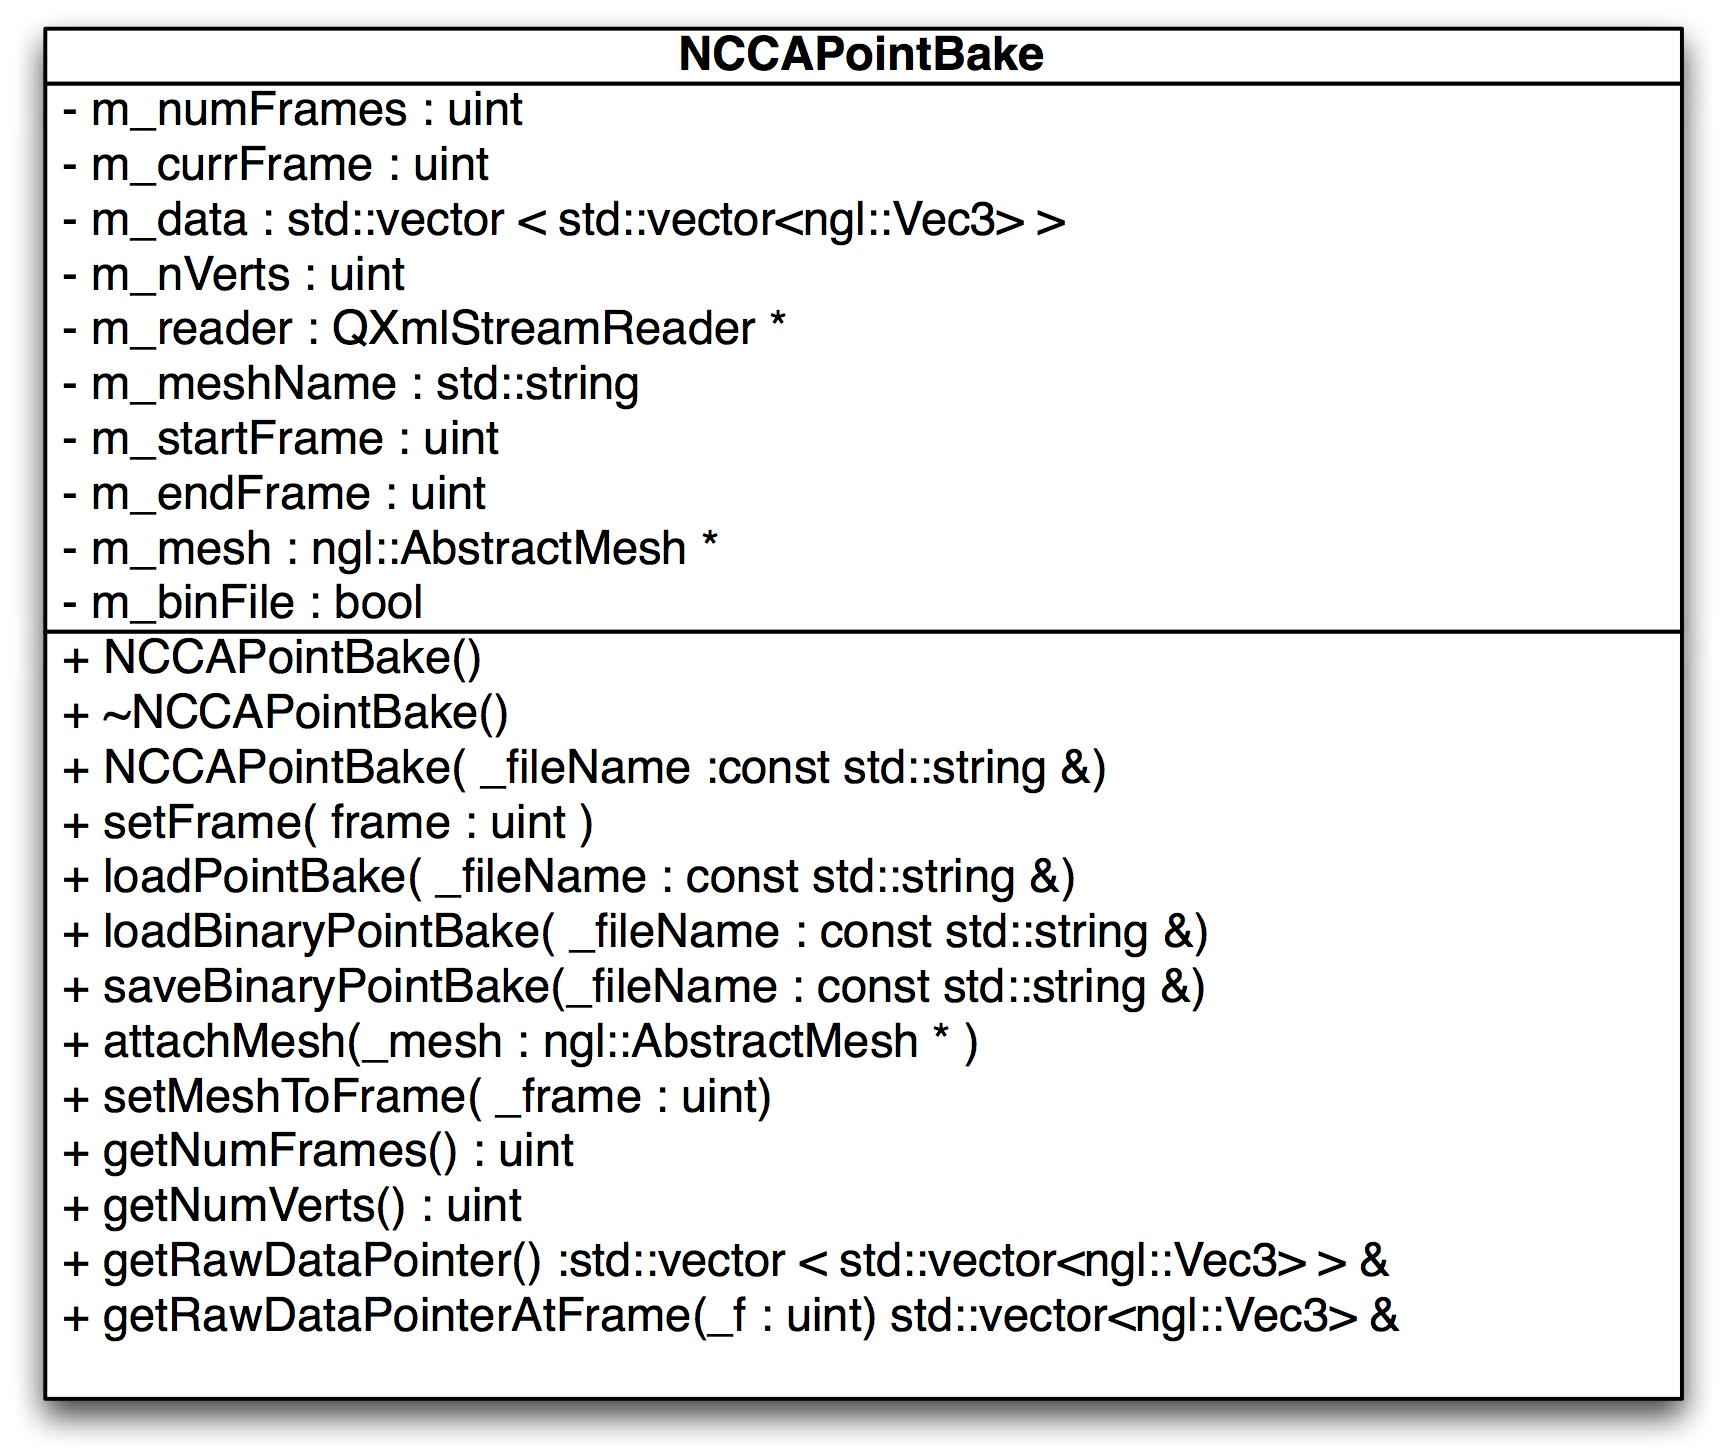 NCCAPointBake
- m_numFrames : uint
- m_currFrame : uint
- m_data : std::vector < std::vector<ngl::Vec3> >
- m_nVerts : uint
- m_reader : QXmlStreamReader *
- m_meshName : std::string
- m_startFrame : uint
- m_endFrame : uint
- m_mesh : ngl::AbstractMesh *
- m_binFile : bool
+ NCCAPointBake()
+ ~NCCAPointBake()
+ NCCAPointBake( _fileName :const std::string &)
+ setFrame( frame : uint )
+ loadPointBake( _fileName : const std::string &)
+ loadBinaryPointBake( _fileName : const std::string &)
+ saveBinaryPointBake(_fileName : const std::string &)
+ attachMesh(_mesh : ngl::AbstractMesh * )
+ setMeshToFrame( _frame : uint)
+ getNumFrames() : uint
+ getNumVerts() : uint
+ getRawDataPointer() :std::vector < std::vector<ngl::Vec3> > &
+ getRawDataPointerAtFrame(_f : uint) std::vector<ngl::Vec3> &